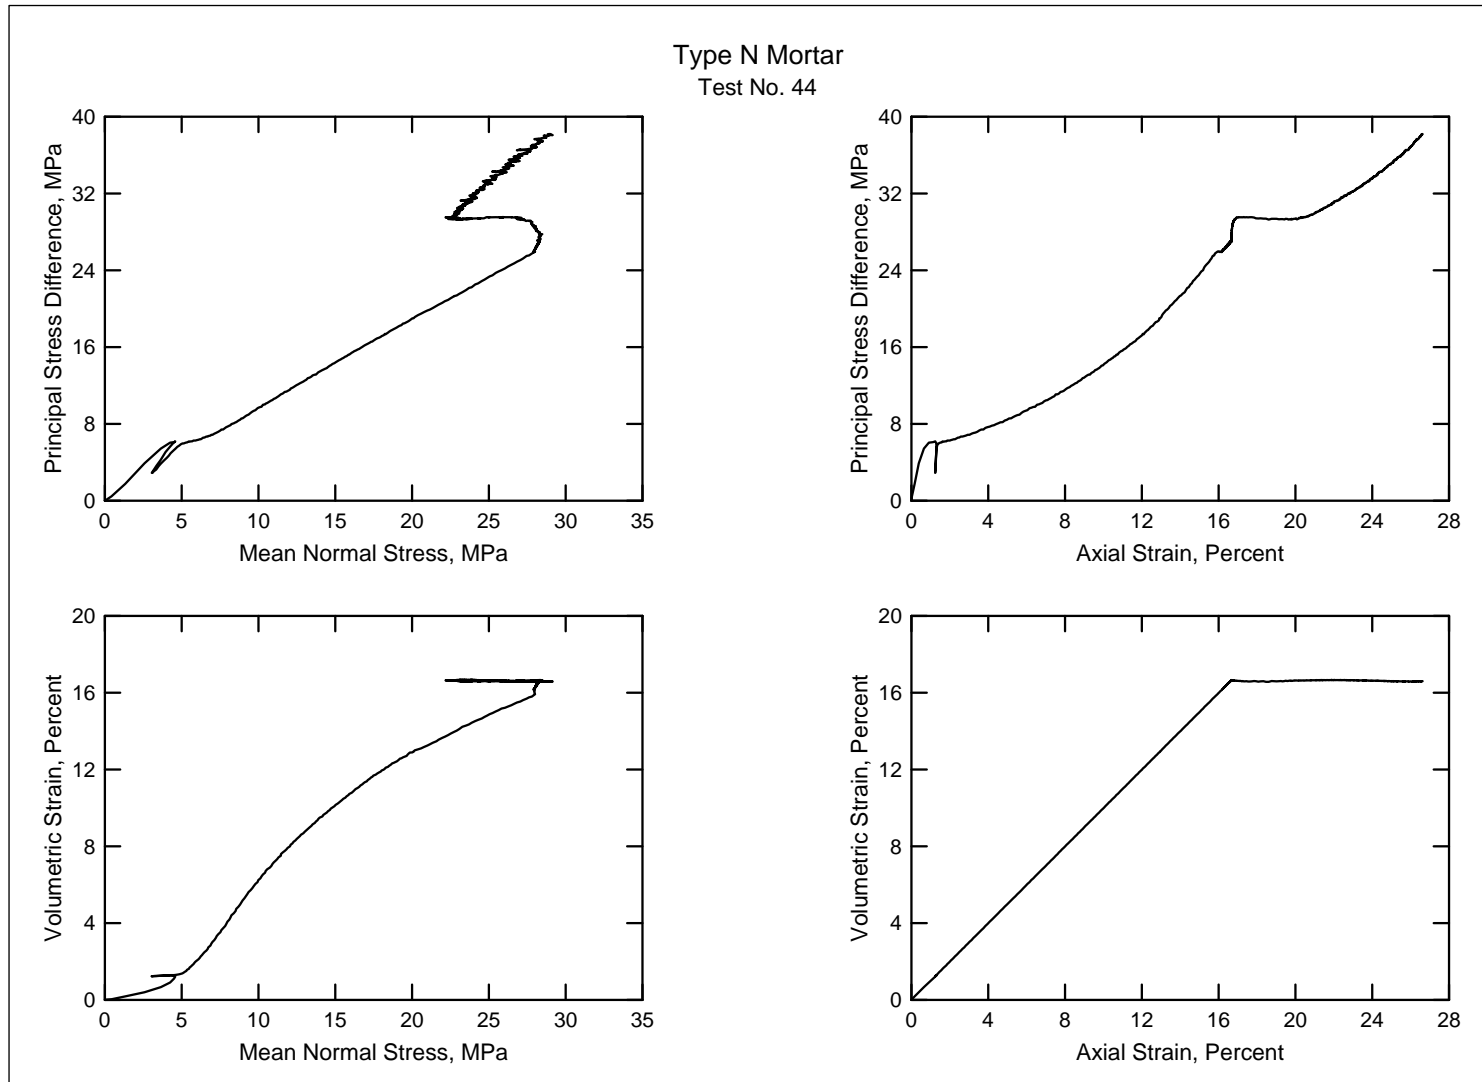 Type N Mortar
Test No. 44
Principal Stress Difference, MPa
40
32
24
16
8
0
0 5 10 15 20 25 30 35
Mean Normal Stress, MPa
Principal Stress Difference, MPa
40
32
24
16
8
0
0 4 8 12 16 20 24 28
Axial Strain, Percent
Volumetric Strain, Percent
20
16
12
8
4
0
0 5 10 15 20 25 30 35
Mean Normal Stress, MPa
Volumetric Strain, Percent
20
16
12
8
4
0
0 4 8 12 16 20 24 28
Axial Strain, Percent